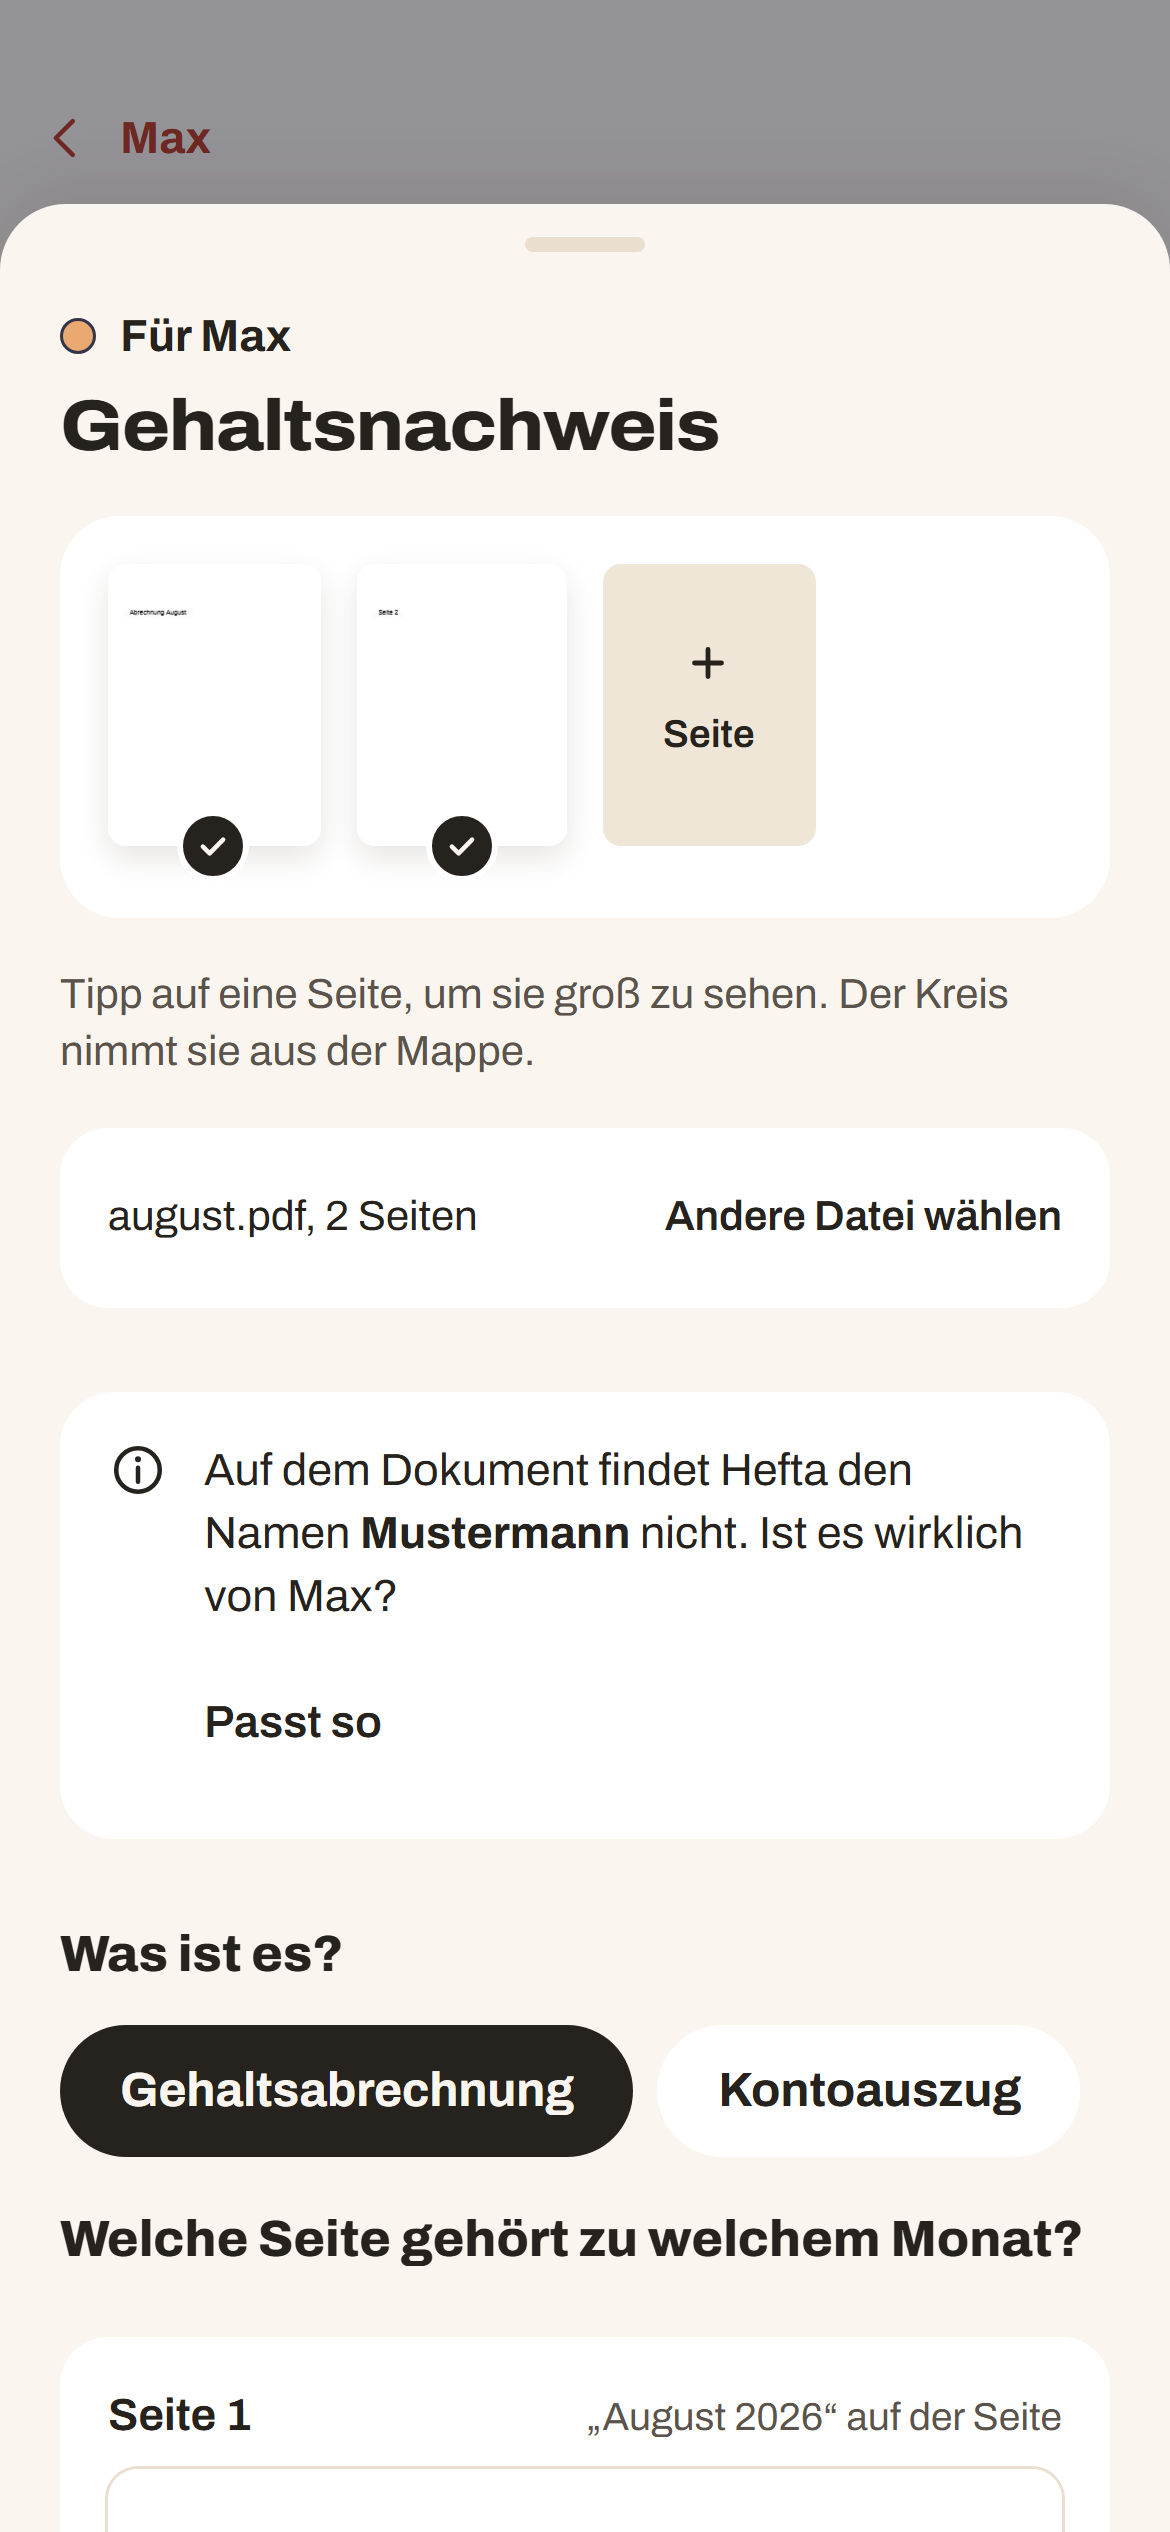 Max
Für Max
Gehaltsnachweis
Abrechnung August
Seite 2
Seite
Tipp auf eine Seite, um sie groß zu sehen. Der Kreis
nimmt sie aus der Mappe.
august.pdf, 2 Seiten
Andere Datei wählen
Auf dem Dokument findet Hefta den
Namen Mustermann nicht. Ist es wirklich
von Max?
Passt so
Was ist es?
Gehaltsabrechnung
Kontoauszug
Welche Seite gehört zu welchem Monat?
Seite 1
„August 2026“ auf der Seite